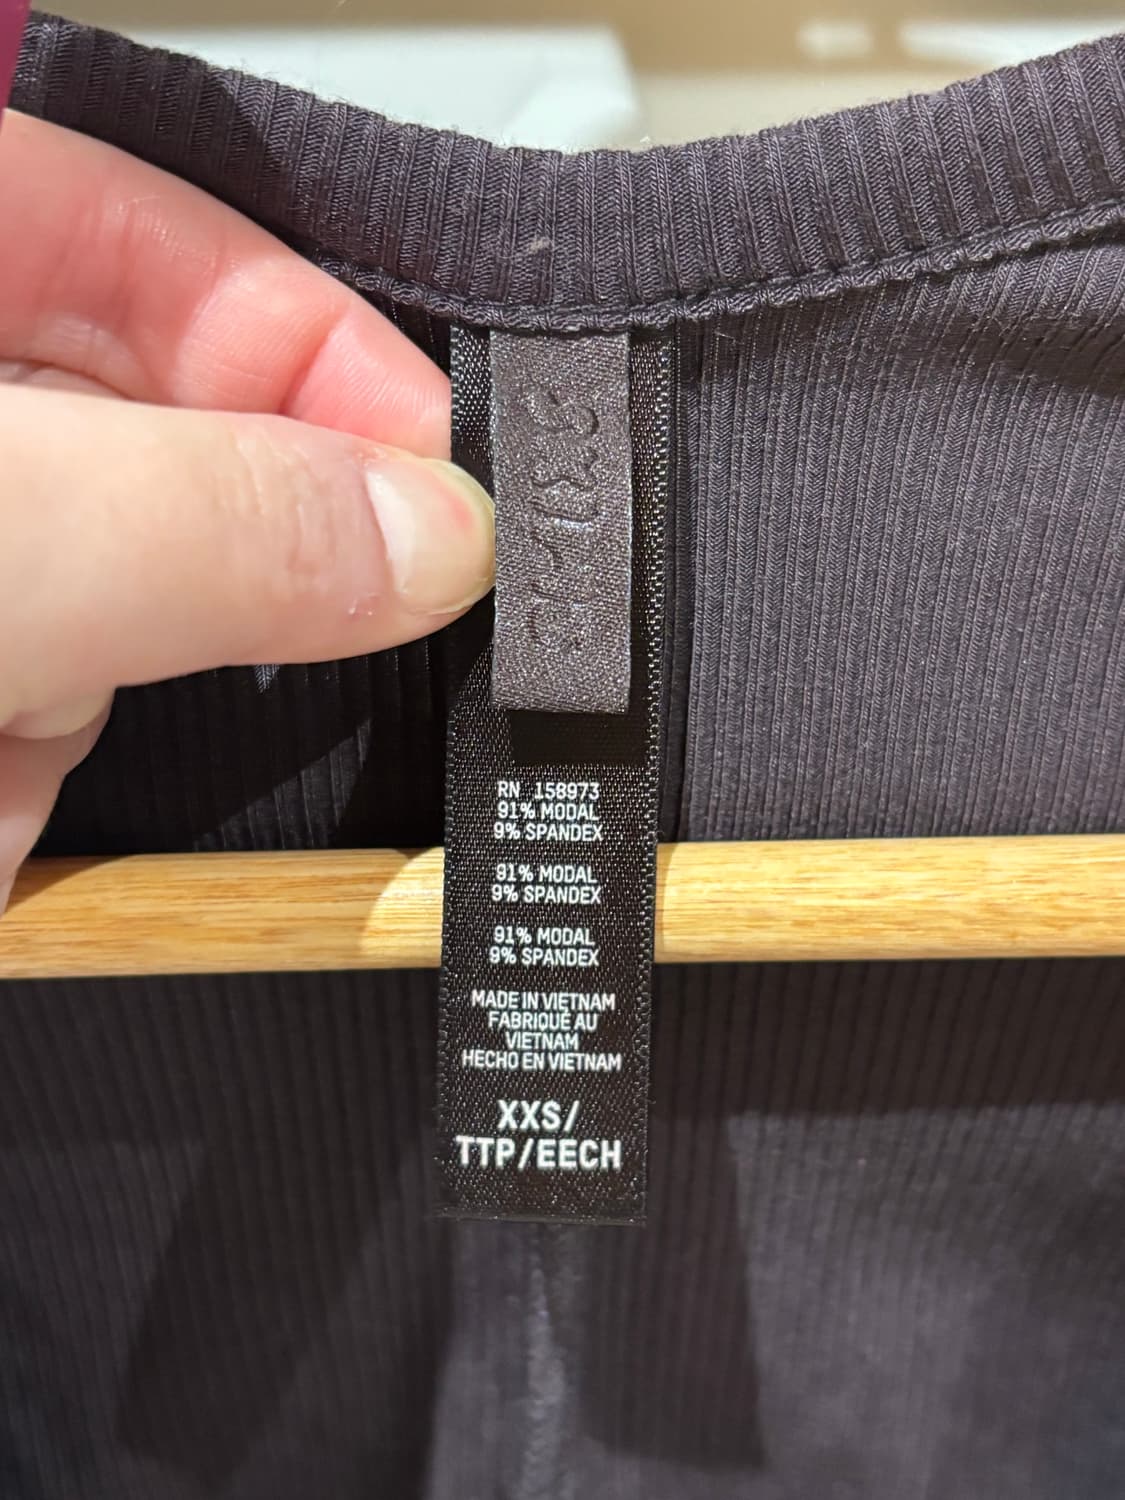 SKIMS
RN 158973
91% MODAL
9% SPANDEX
91% MODAL
9% SPANDEX
91% MODAL
9% SPANDEX
MADE IN VIETNAM
FABRIQUÉ AU
VIETNAM
HECHO EN VIETNAM
XXS/
TTP/EECH